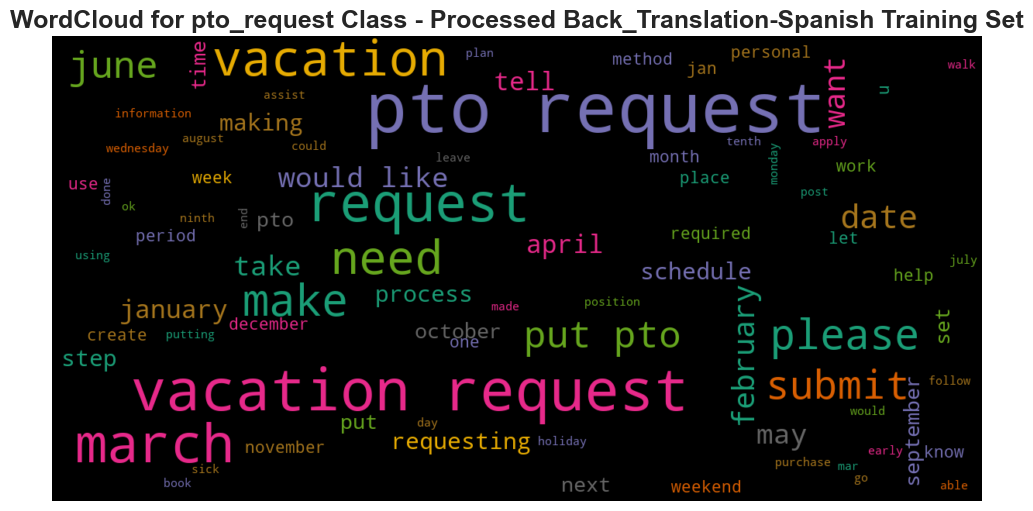 WordCloud for pto_request Class - Processed Back_Translation-Spanish Training Set
june
time
vacation
plan
tell
method
jan
personal
walk
want
n
information
assist
making
pto request
august
wednesday
could
leave
month
tenth
monday
apply
work
use
done
week
would like
place
post
ok
ninth
end
pto
request
date
period
required
let
using
take
need
april
schedule
help
july
january
make
process
made
position
february
create
putting
december
october
one
put pto
please
set
step
vacation request
submit
follow
would
september
march
put
day
november
requesting
holiday
may
early
know
sick
book
next
weekend
purchase
mar
go
able